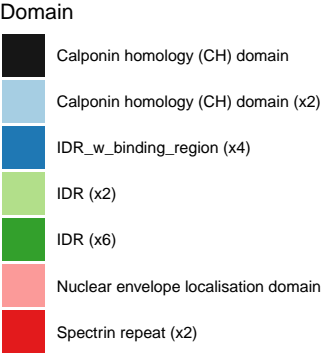 Domain
Calponin homology (CH) domain
Calponin homology (CH) domain (x2)
IDR_w_binding_region (x4)
IDR (x2)
IDR (x6)
Nuclear envelope localisation domain
Spectrin repeat (x2)